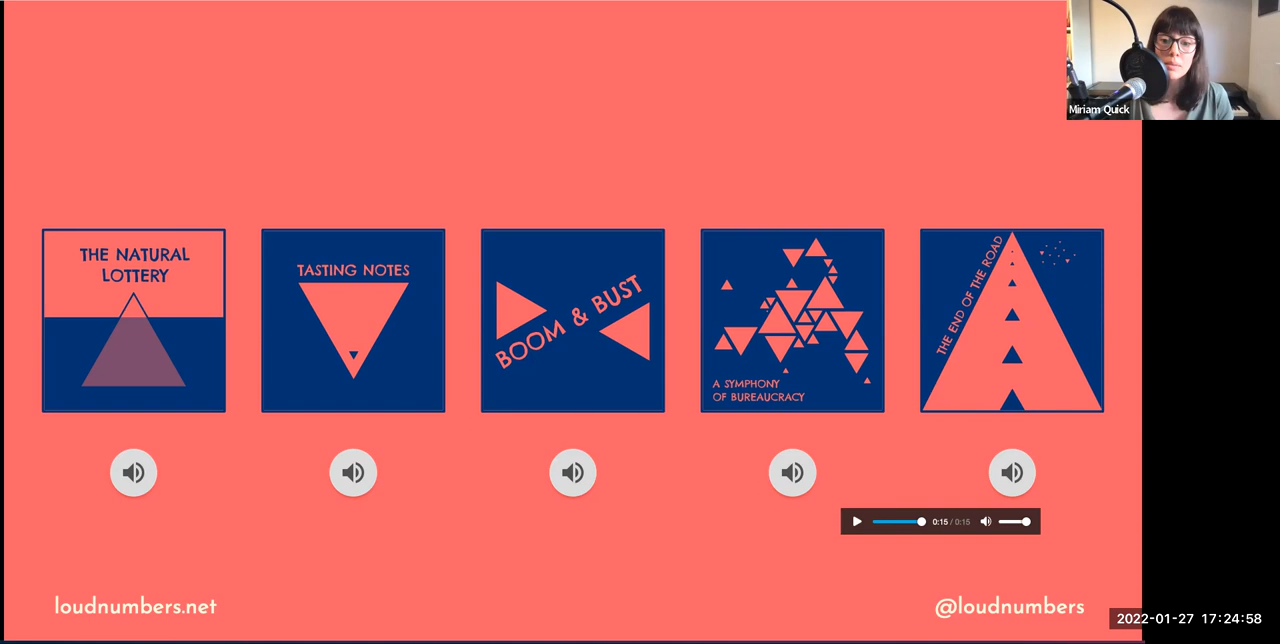 Miriam Quick
THE NATURAL
LOTTERY
TASTING NOTES
BOOM & BUST
A SYMPHONY
OF BUREAUCRACY
THE END OF THE ROAD
0:15 / 0:15
loudnumbers.net
@loudnumbers
2022-01-27 17:24:58